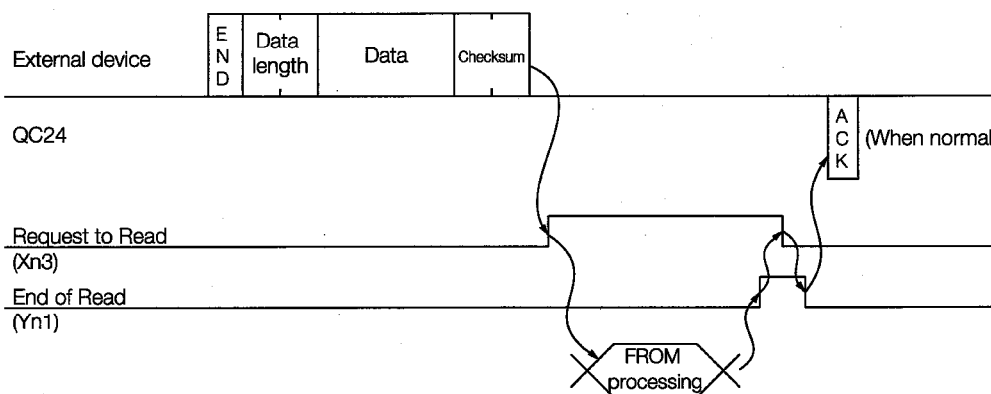 External device
E
N
D
Data
length
Data
Checksum
QC24
A
C
K
(When normal
Request to Read
(Xn3)
End of Read
(Yn1)
FROM
processing